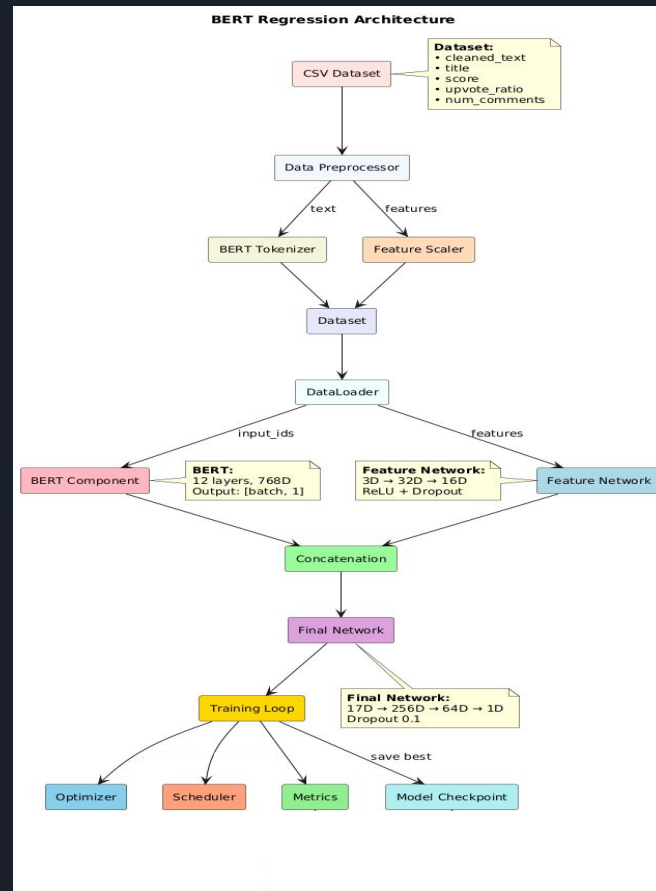 BERT Regression Architecture
CSV Dataset
Dataset:
• cleaned_text
• title
• score
• upvote_ratio
• num_comments
Data Preprocessor
text
features
BERT Tokenizer
Feature Scaler
Dataset
DataLoader
input_ids
features
BERT Component
BERT:
12 layers, 768D
Output: [batch, 1]
Feature Network:
3D → 32D → 16D
ReLU + Dropout
Feature Network
Concatenation
Final Network
Final Network:
17D → 256D → 64D → 1D
Dropout 0.1
Training Loop
save best
Optimizer
Scheduler
Metrics
Model Checkpoint